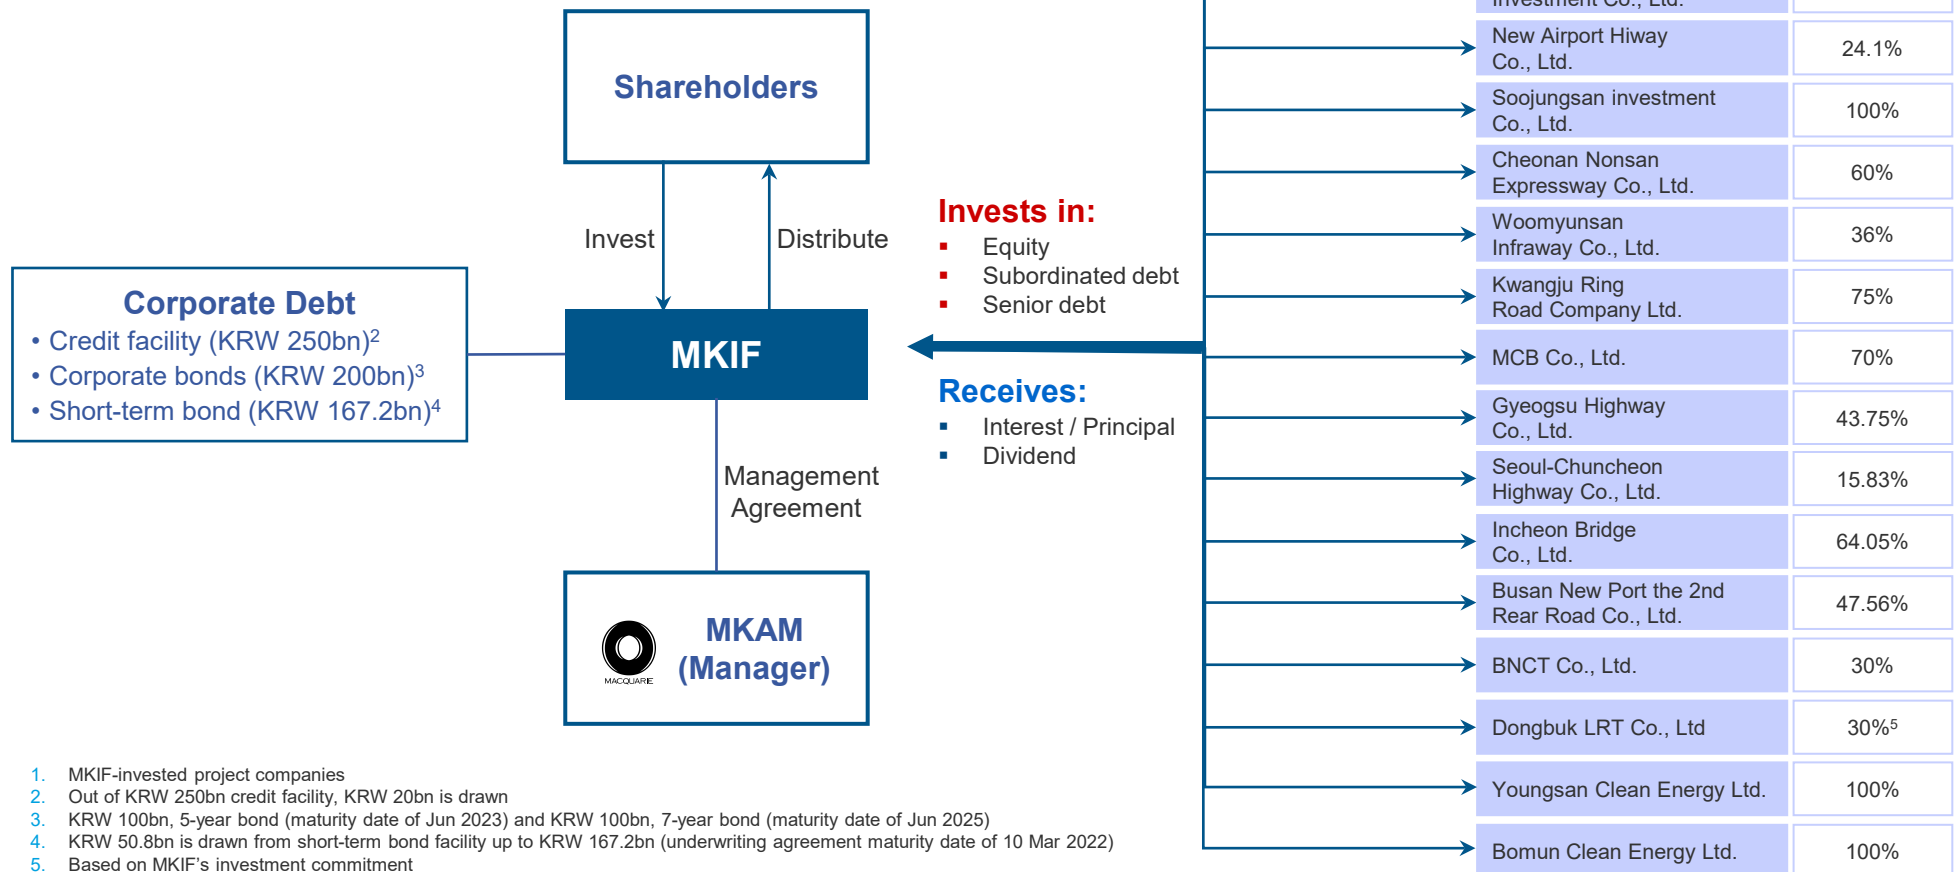 Shareholders
Invest
Distribute
Corporate Debt
• Credit facility (KRW 250bn)2
• Corporate bonds (KRW 200bn)3
• Short-term bond (KRW 167.2bn)4
MKIF
Management
Agreement
MACQUARIE
MKAM
(Manager)
Invests in:
▪ Equity
▪ Subordinated debt
▪ Senior debt
Receives:
▪ Interest / Principal
▪ Dividend
Investment Co., Ltd.
New Airport Hiway
Co., Ltd.
24.1%
Soojungsan investment
Co., Ltd.
100%
Cheonan Nonsan
Expressway Co., Ltd.
60%
Woomyunsan
Infraway Co., Ltd.
36%
Kwangju Ring
Road Company Ltd.
75%
MCB Co., Ltd.
70%
Gyeogsu Highway
Co., Ltd.
43.75%
Seoul-Chuncheon
Highway Co., Ltd.
15.83%
Incheon Bridge
Co., Ltd.
64.05%
Busan New Port the 2nd
Rear Road Co., Ltd.
47.56%
BNCT Co., Ltd.
30%
Dongbuk LRT Co., Ltd
30%5
Youngsan Clean Energy Ltd.
100%
Bomun Clean Energy Ltd.
100%
1. MKIF-invested project companies
2. Out of KRW 250bn credit facility, KRW 20bn is drawn
3. KRW 100bn, 5-year bond (maturity date of Jun 2023) and KRW 100bn, 7-year bond (maturity date of Jun 2025)
4. KRW 50.8bn is drawn from short-term bond facility up to KRW 167.2bn (underwriting agreement maturity date of 10 Mar 2022)
5. Based on MKIF's investment commitment